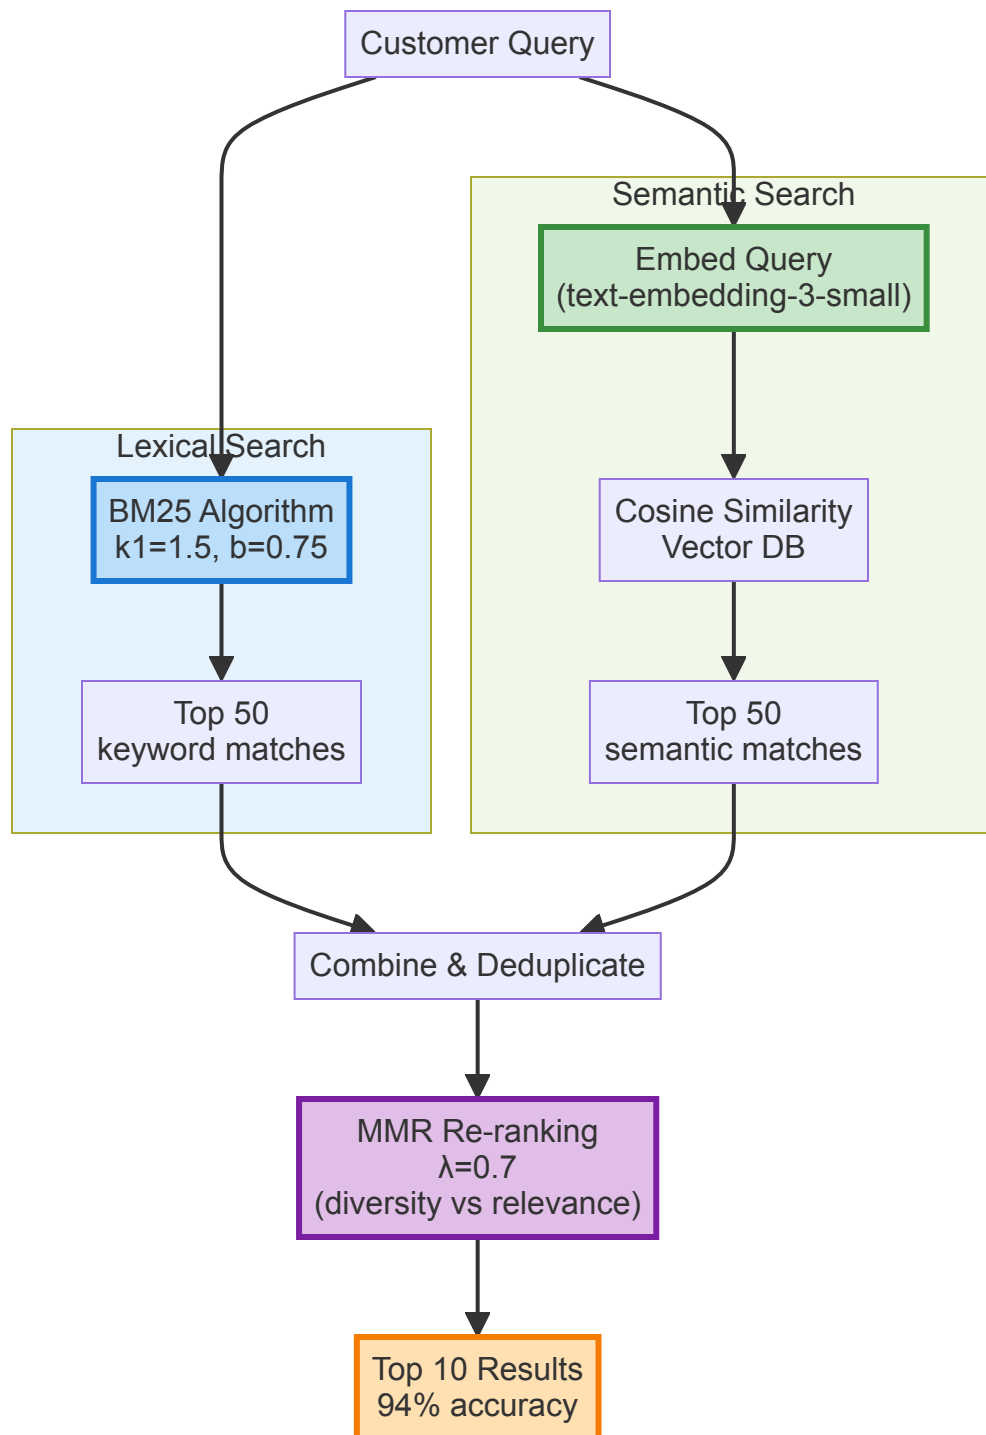 Customer Query
Semantic Search
Embed Query
(text-embedding-3-small)
Lexical Search
BM25 Algorithm
k1=1.5, b=0.75
Cosine Similarity
Vector DB
Top 50
keyword matches
Top 50
semantic matches
Combine & Deduplicate
MMR Re-ranking
λ=0.7
(diversity vs relevance)
Top 10 Results
94% accuracy